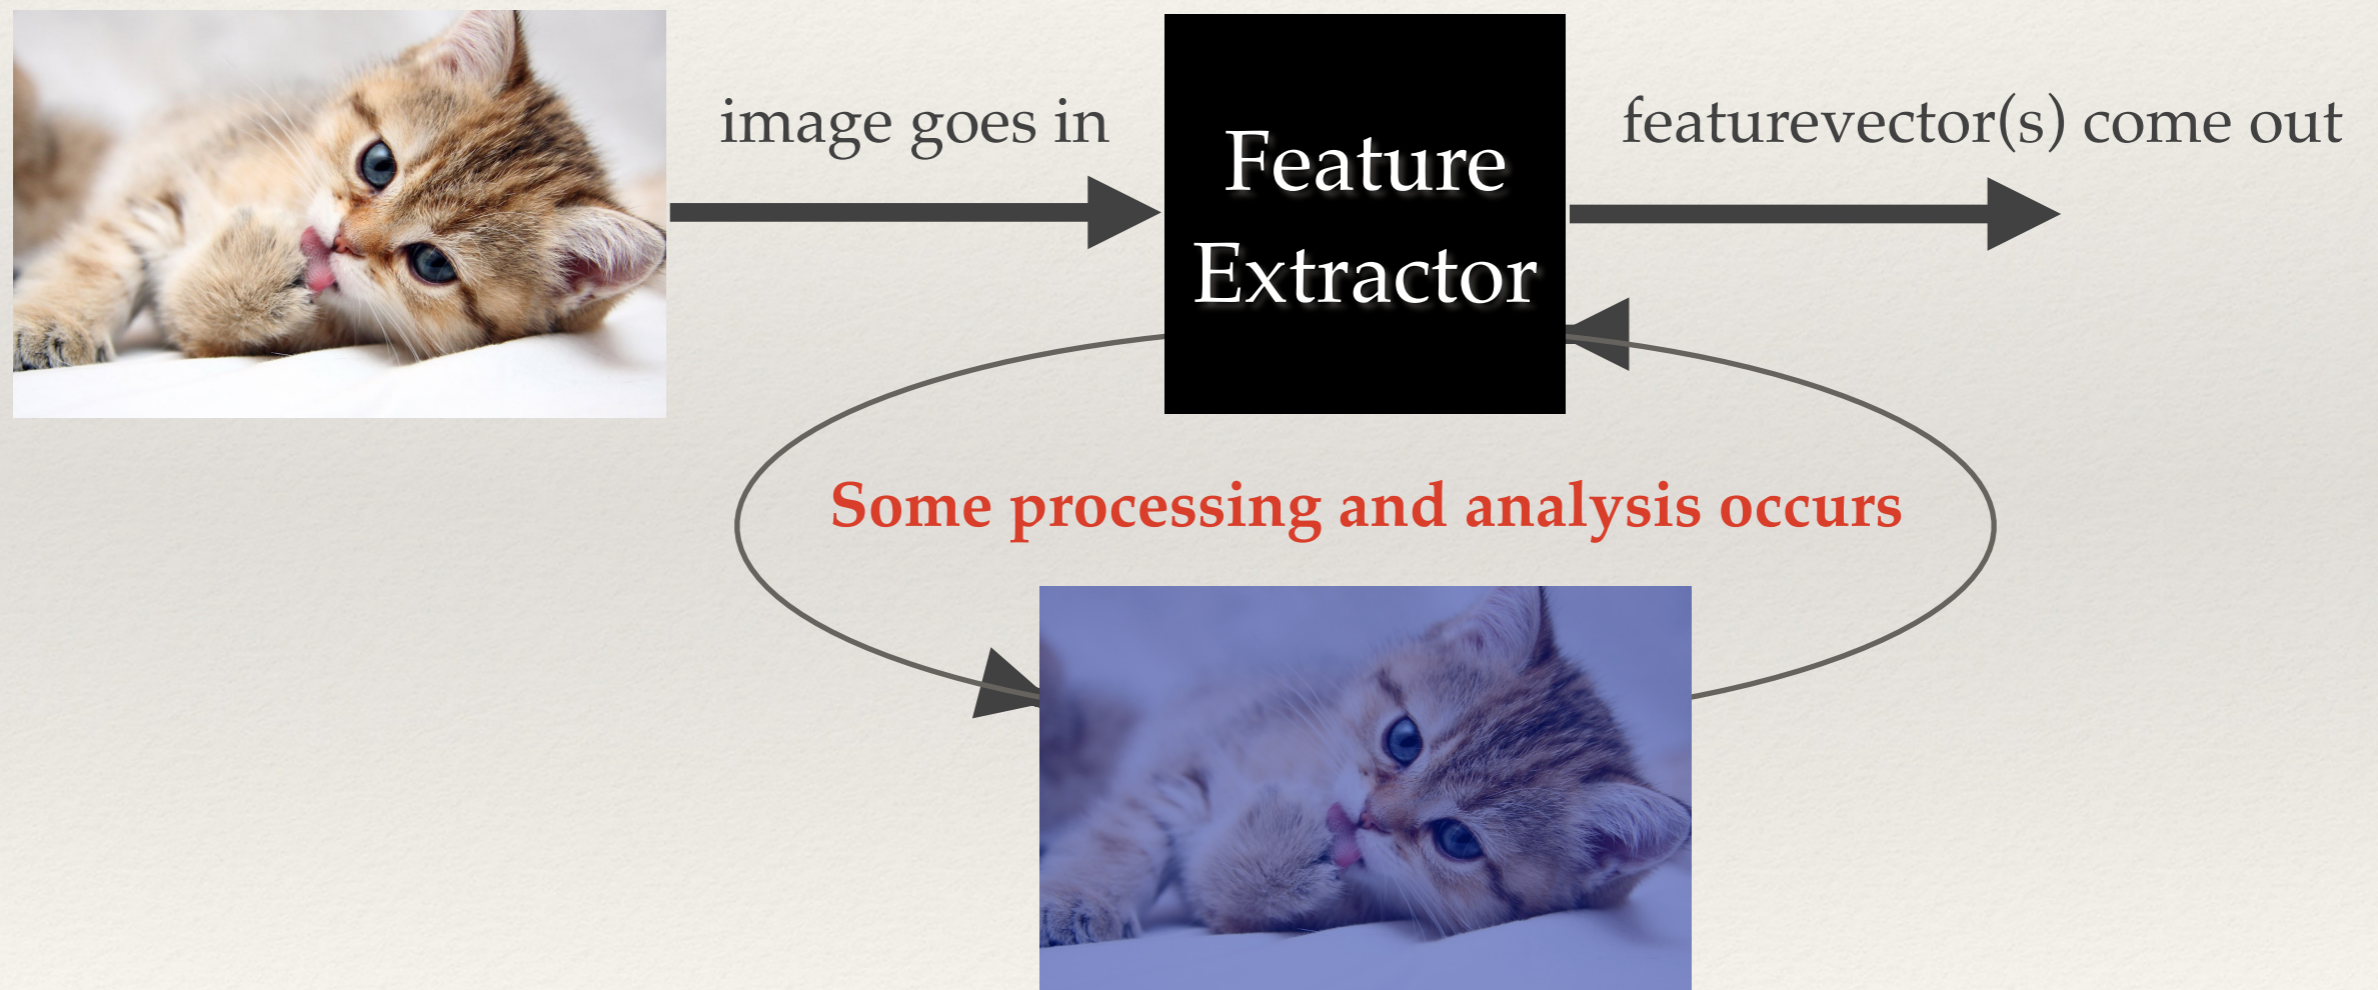 image goes in
Feature
Extractor
featurevector(s) come out
Some processing and analysis occurs